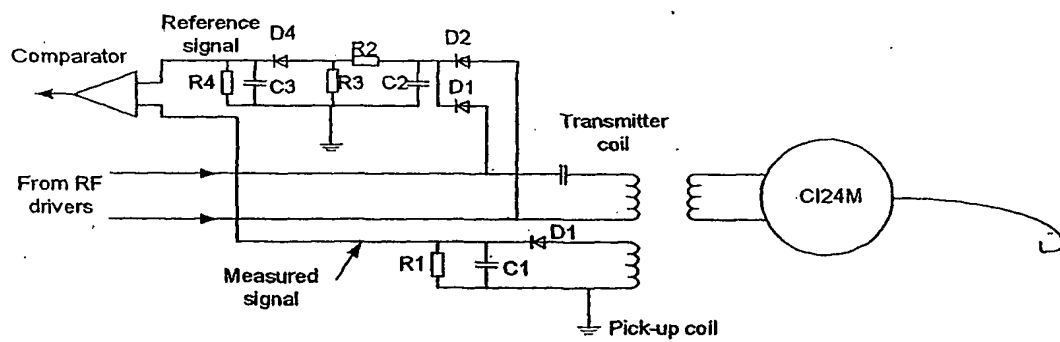 Reference
signal
D4
R2
D2
Comparator
R4
C3
R3
C2
D1
Transmitter
coil
From RF
drivers
CI24M
D1
R1
C1
Measured
signal
Pick-up coil